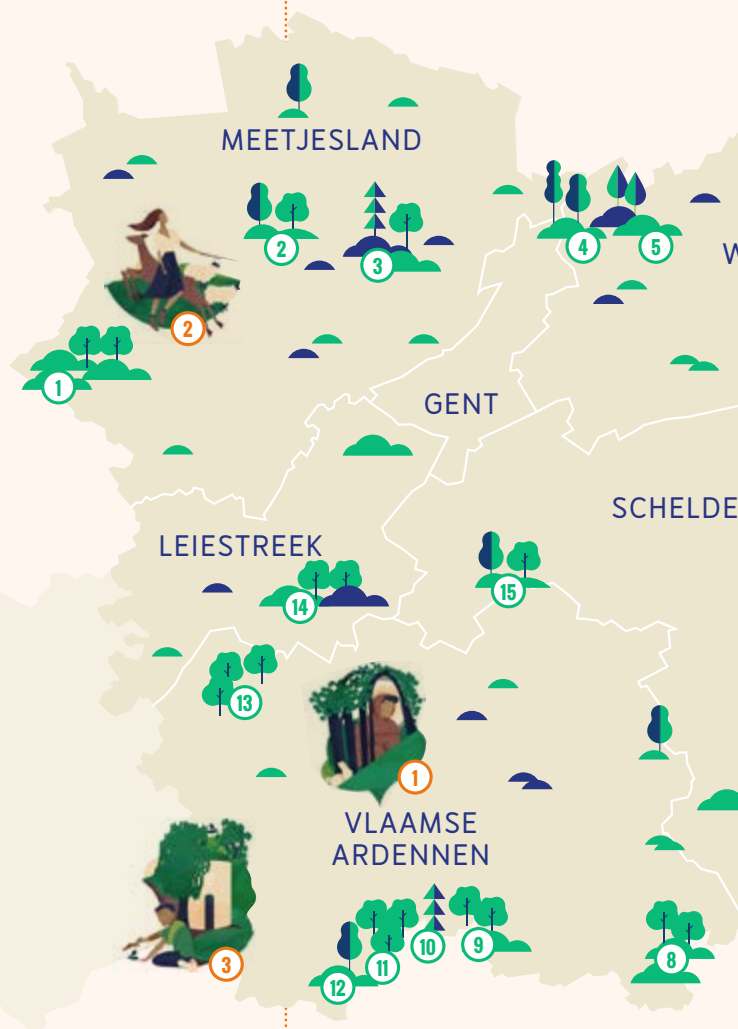 MEETJESLAND
2
3
4
5
W
2
1
GENT
SCHELDE
LEIESTREEK
15
14
13
1
VLAAMSE
ARDENNEN
9
10
8
11
3
12